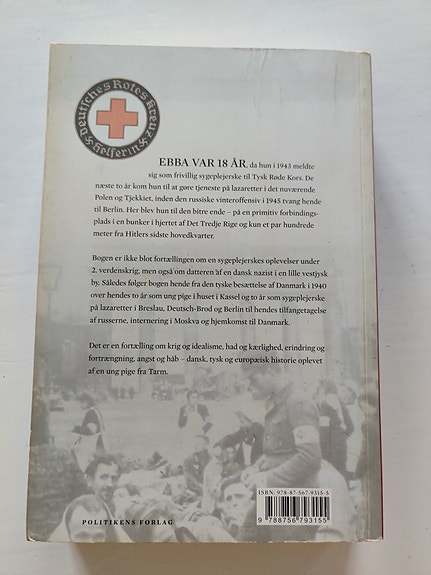 Deutsches Rotes Kreuz
Helferin
EBBA VAR 18 ÅR, da hun i 1943 meldte
sig som frivillig sygeplejerske til Tysk Røde Kors. De
næste to år kom hun til at gøre tjeneste på lazaretter i det nuværende
Polen og Tjekkiet, inden den russiske vinteroffensiv i 1945 tvang hende
til Berlin. Her blev hun til den bitre ende – på en primitiv forbindings-
plads i en bunker i hjertet af Det Tredje Rige og kun et par hundrede
meter fra Hitlers sidste hovedkvarter.
Bogen er ikke blot fortællingen om en sygeplejerskes oplevelser under
2. verdenskrig, men også om datteren af en dansk nazist i en lille vestjysk
by. Således følger bogen hende fra den tyske besættelse af Danmark i 1940
over hendes to år som ung pige i huset i Kassel og to år som sygeplejerske
på lazaretter i Breslau, Deutsch-Brod og Berlin til hendes tilfangetagelse
af russerne, internering i Moskva og hjemkomst til Danmark.
Det er en fortælling om krig og idealisme, had og kærlighed, erindring og
fortrængning, angst og håb – dansk, tysk og europæisk historie oplevet
af en ung pige fra Tarm.
ISBN: 978-87-567-9315-5
9 788756 793155
POLITIKENS FORLAG